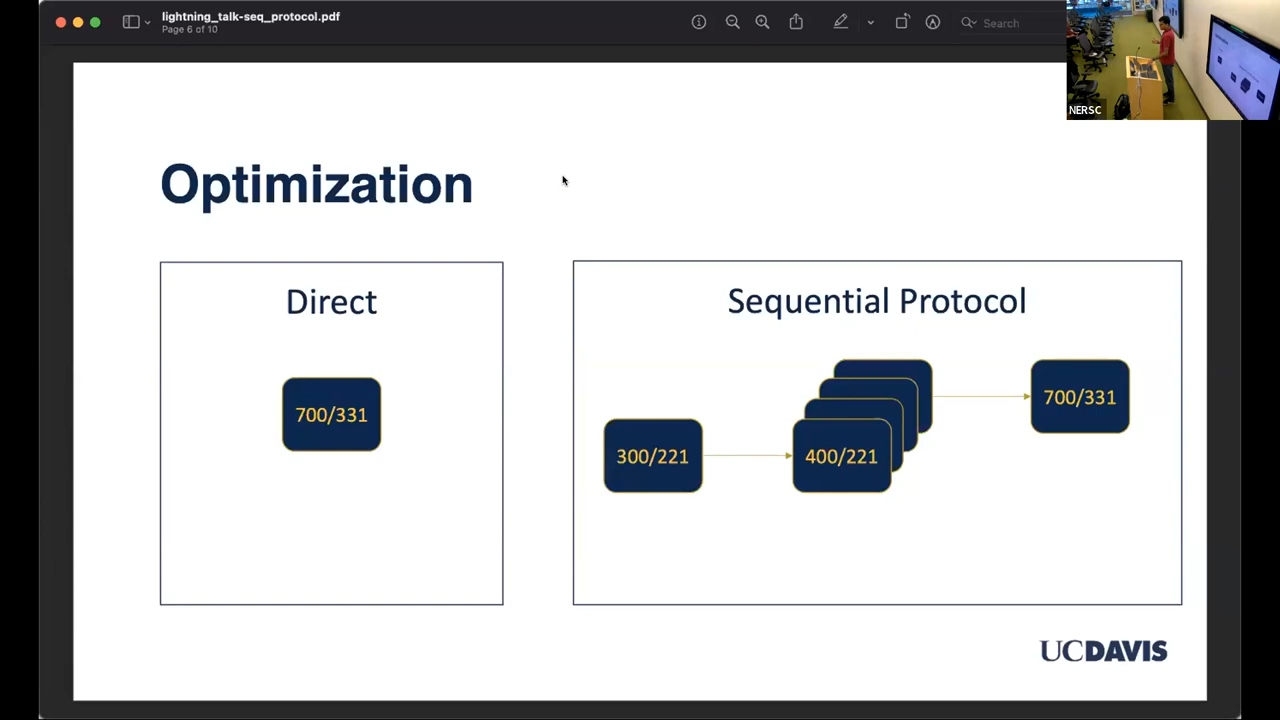 lightning_talk-seq_protocol.pdf
Page 6 of 10
Search
NERSC
Optimization
Direct
700/331
Sequential Protocol
300/221
400/221
700/331
UCDAVIS